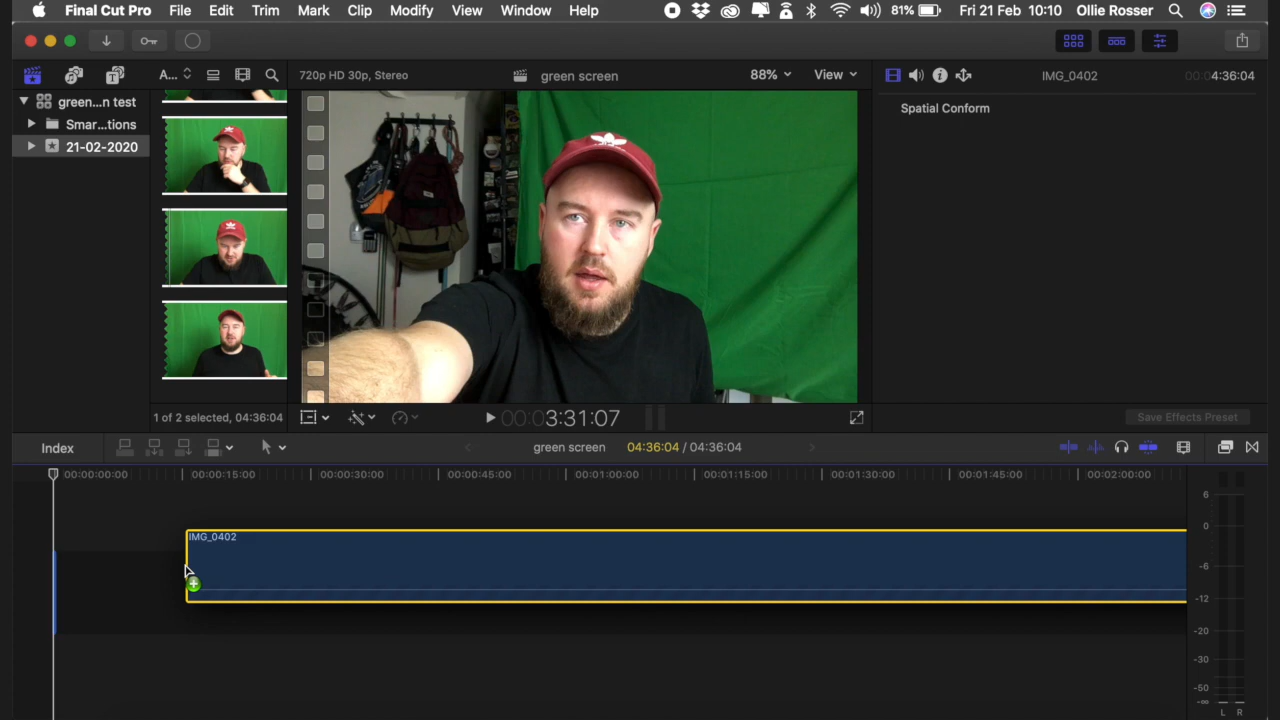 Final Cut Pro File Edit Trim Mark Clip Modify View Window Help 81% Fri 21 Feb 10:10 Ollie Rosser
A... 720p HD 30p, Stereo green screen 88% View IMG_0402 00:04:36:04
green...n test
Smar...tions
21-02-2020
Spatial Conform
1 of 2 selected, 04:36:04 00:03:31:07 Save Effects Preset
Index green screen 04:36:04 / 04:36:04
00:00:00:00 00:00:15:00 00:00:30:00 00:00:45:00 00:01:00:00 00:01:15:00 00:01:30:00 00:01:45:00 00:02:00:00
IMG_0402
6
0
-6
-12
-20
-30
-50
-∞
L R